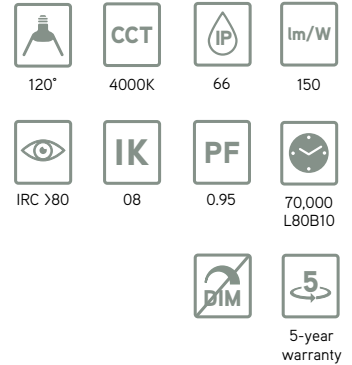 CCT
IP
lm/W
120°
4000K
66
150
IK
PF
IRC >80
08
0.95
70,000
L80B10
DIM
5
5-year
warranty